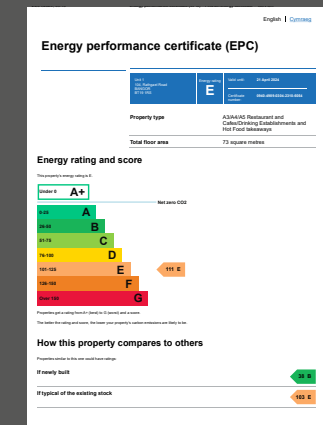 English | Cymraeg
Energy performance certificate (EPC)
Unit 1
Energy rating
E
Valid until
21 April 2024
Certificate number
Property type
A3/A4/A5 Restaurant and Cafes/Drinking Establishments and Hot Food takeaways
Total floor area
73 square metres
Energy rating and score
This property's energy rating is E.
Under 0 A+
Net zero CO2
0-25 A
26-50 B
51-75 C
76-100 D
101-125 E
111 E
126-150 F
Over 150 G
Properties get a rating from A+ (best) to G (worst) and a score.
The better the rating and score, the lower your property's carbon emissions are likely to be.
How this property compares to others
Properties similar to this one could have ratings:
If newly built
38 B
If typical of the existing stock
103 E